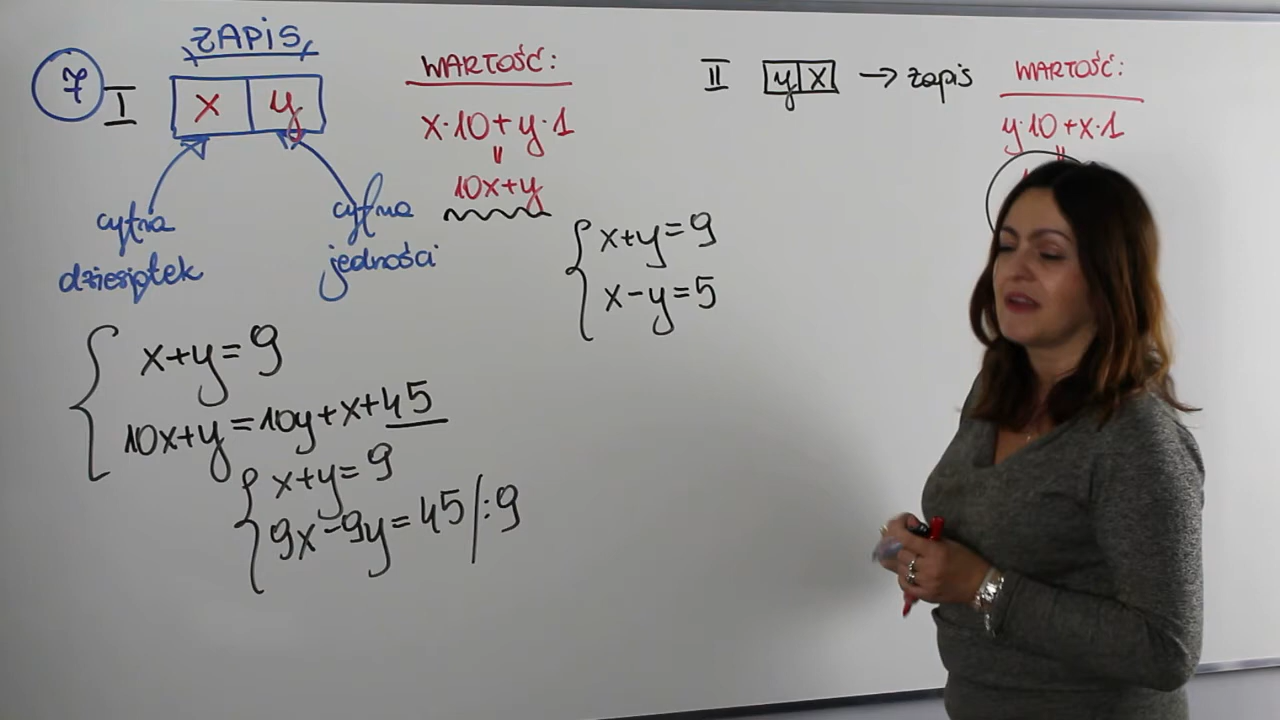 7
ZAPIS
I
x y
cyfra
dziesiątek
cyfra
jedności
WARTOŚĆ:
x·10+y·1
=
10x+y
II y x → zapis
WARTOŚĆ:
y·10+x·1
x+y=9
x-y=5
x+y=9
10x+y=10y+x+45
x+y=9
9x-9y=45/:9